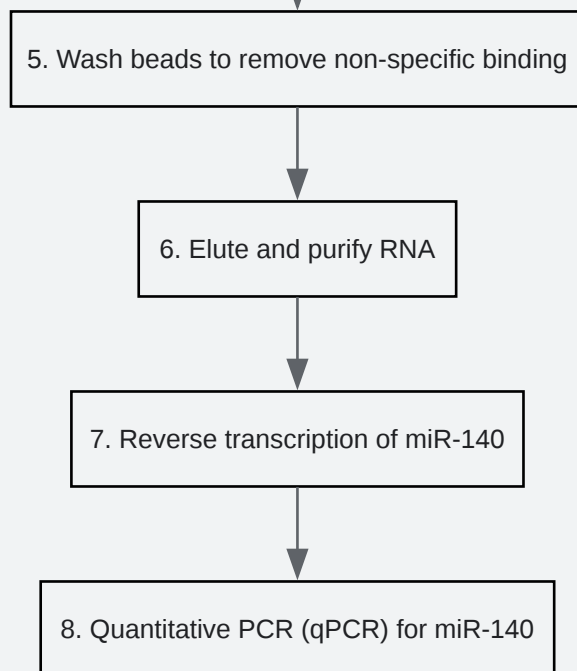 5. Wash beads to remove non-specific binding
6. Elute and purify RNA
7. Reverse transcription of miR-140
8. Quantitative PCR (qPCR) for miR-140